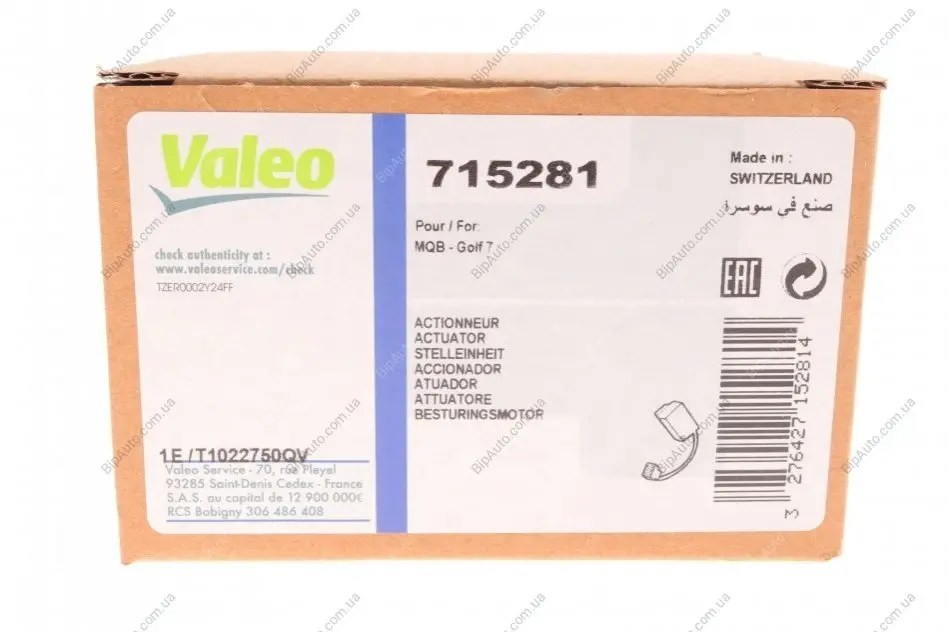 Valeo
check authenticity at :
www.valeoservice.com/check
TZER0002Y24FF
1E /T1022750QV
Valeo Service - 70, rue Pleyel
93285 Saint-Denis Cedex - France
S.A.S. au capital de 12 900 000€
RCS Bobigny 306 486 408
715281
Pour / For:
MQB - Golf 7
ACTIONNEUR
ACTUATOR
STELLEINHEIT
ACCIONADOR
ATUADOR
ATTUATORE
BESTURINGSMOTOR
Made in :
SWITZERLAND
صنع في سوسرة
EAC
3 276427 152814
BipAuto.com.ua